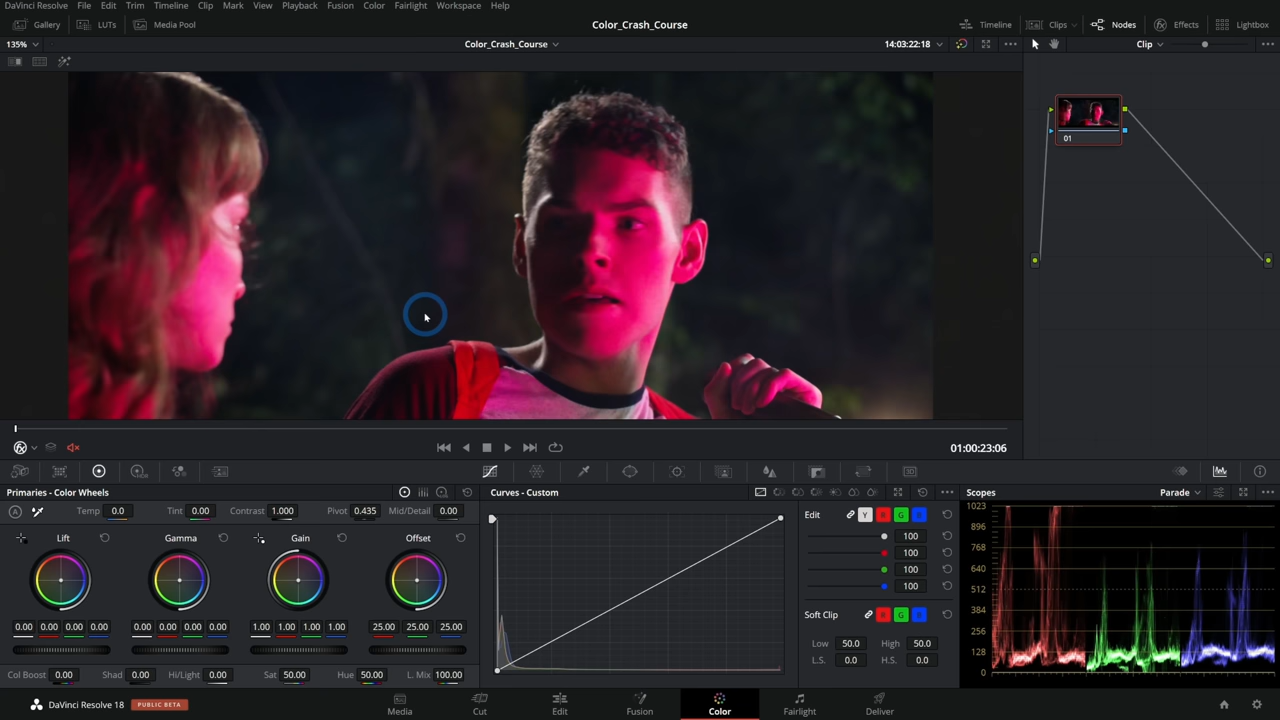 DaVinci Resolve File Edit Trim Timeline Clip Mark View Playback Fusion Color Fairlight Workspace Help
Gallery LUTs Media Pool Color_Crash_Course Timeline Clips Nodes Effects Lightbox
135% Color_Crash_Course 14:03:22:18 Clip
01
01:00:23:06
Primaries - Color Wheels Curves - Custom Scopes Parade
Temp 0.0 Tint 0.00 Contrast 1.000 Pivot 0.435 Mid/Detail 0.00
Lift Gamma Gain Offset
0.00 0.00 0.00 0.00 0.00 0.00 0.00 0.00 1.00 1.00 1.00 1.00 25.00 25.00 25.00
Col Boost 0.00 Shad 0.00 Hi/Light 0.00 Sat 50.00 Hue 50.00 L. Mix 100.00
Edit Y R G B
100
100
100
100
Soft Clip R G B
Low 50.0 High 50.0
L.S. 0.0 H.S. 0.0
1023
896
768
640
512
384
256
128
0
DaVinci Resolve 18 PUBLIC BETA
Media Cut Edit Fusion Color Fairlight Deliver